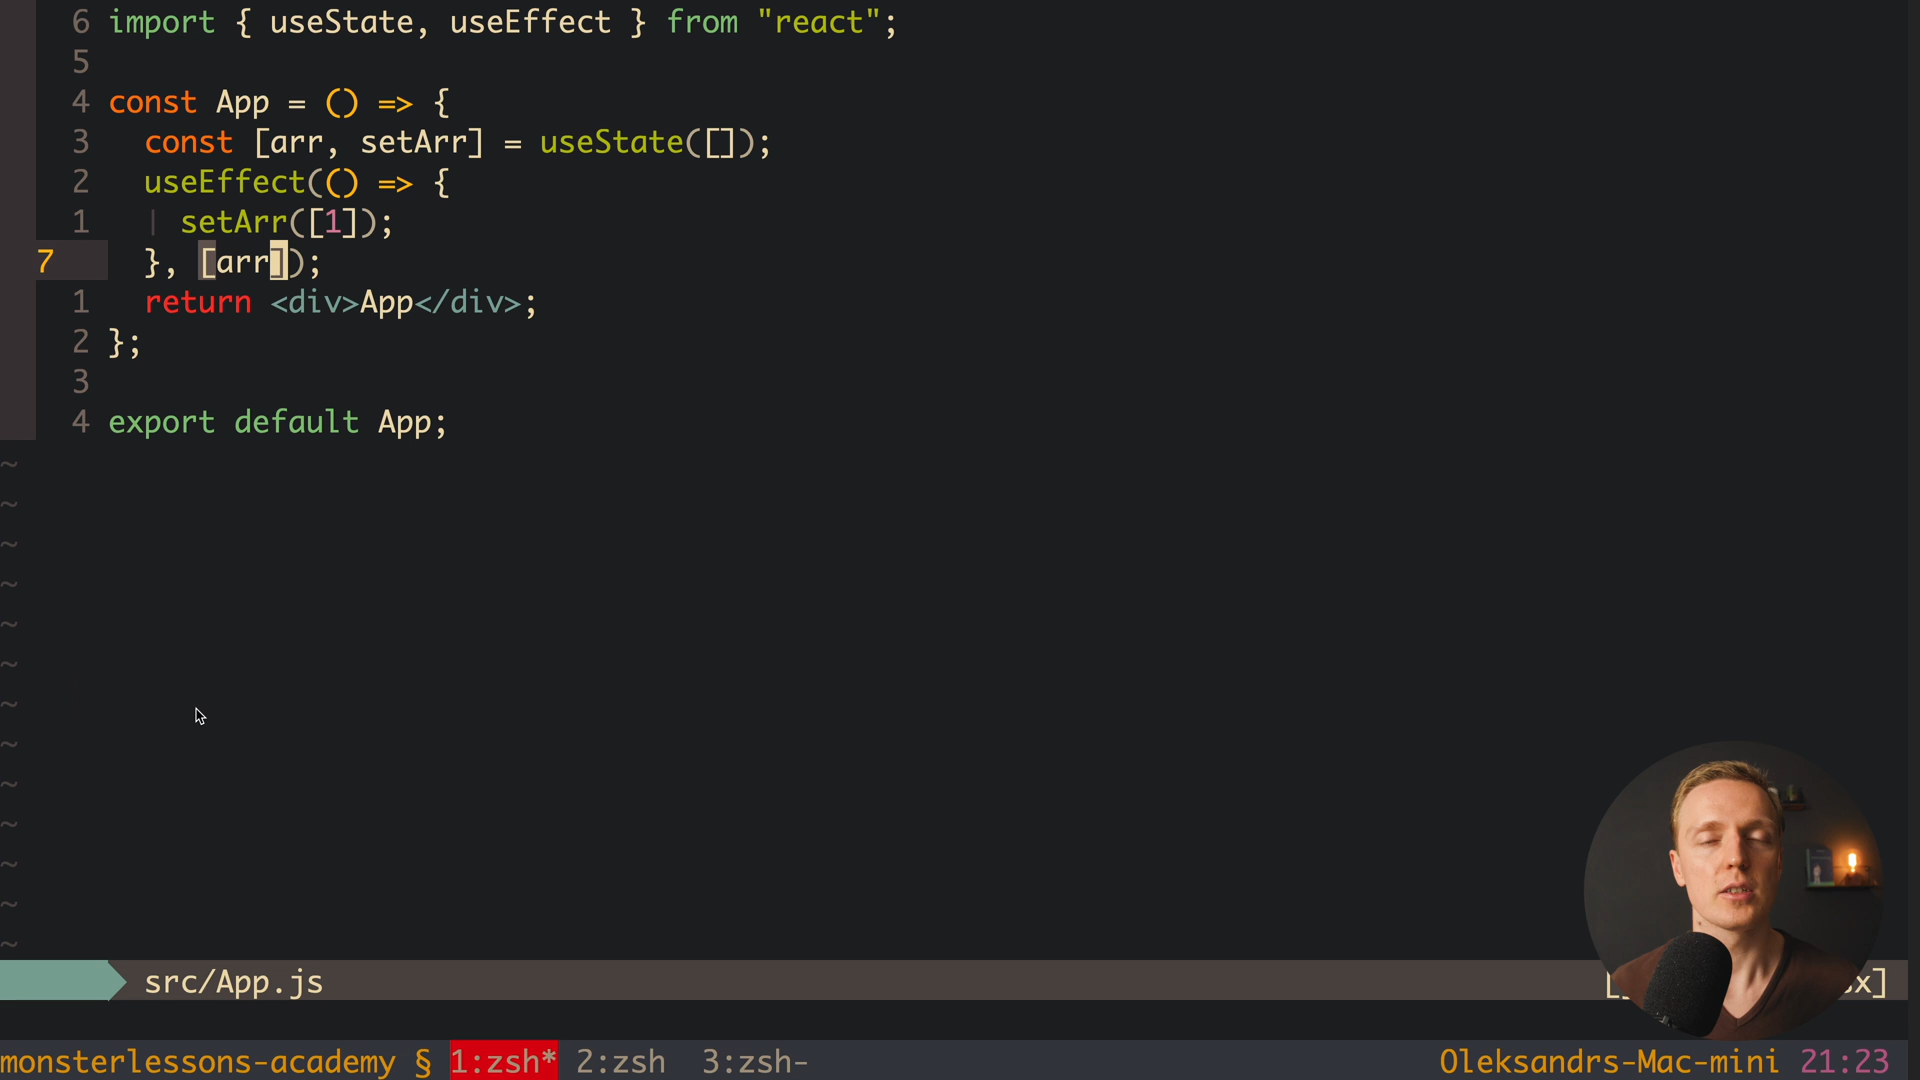 6 import { useState, useEffect } from "react";
5
4 const App = () => {
3 const [arr, setArr] = useState([]);
2 useEffect(() => {
1 | setArr([1]);
7 }, [arr]);
1 return <div>App</div>;
2 };
3
4 export default App;
~
~
~
~
~
~
~
~
~
~
~
~
~
src/App.js
monsterlessons-academy § 1:zsh* 2:zsh 3:zsh- Oleksandrs-Mac-mini 21:23